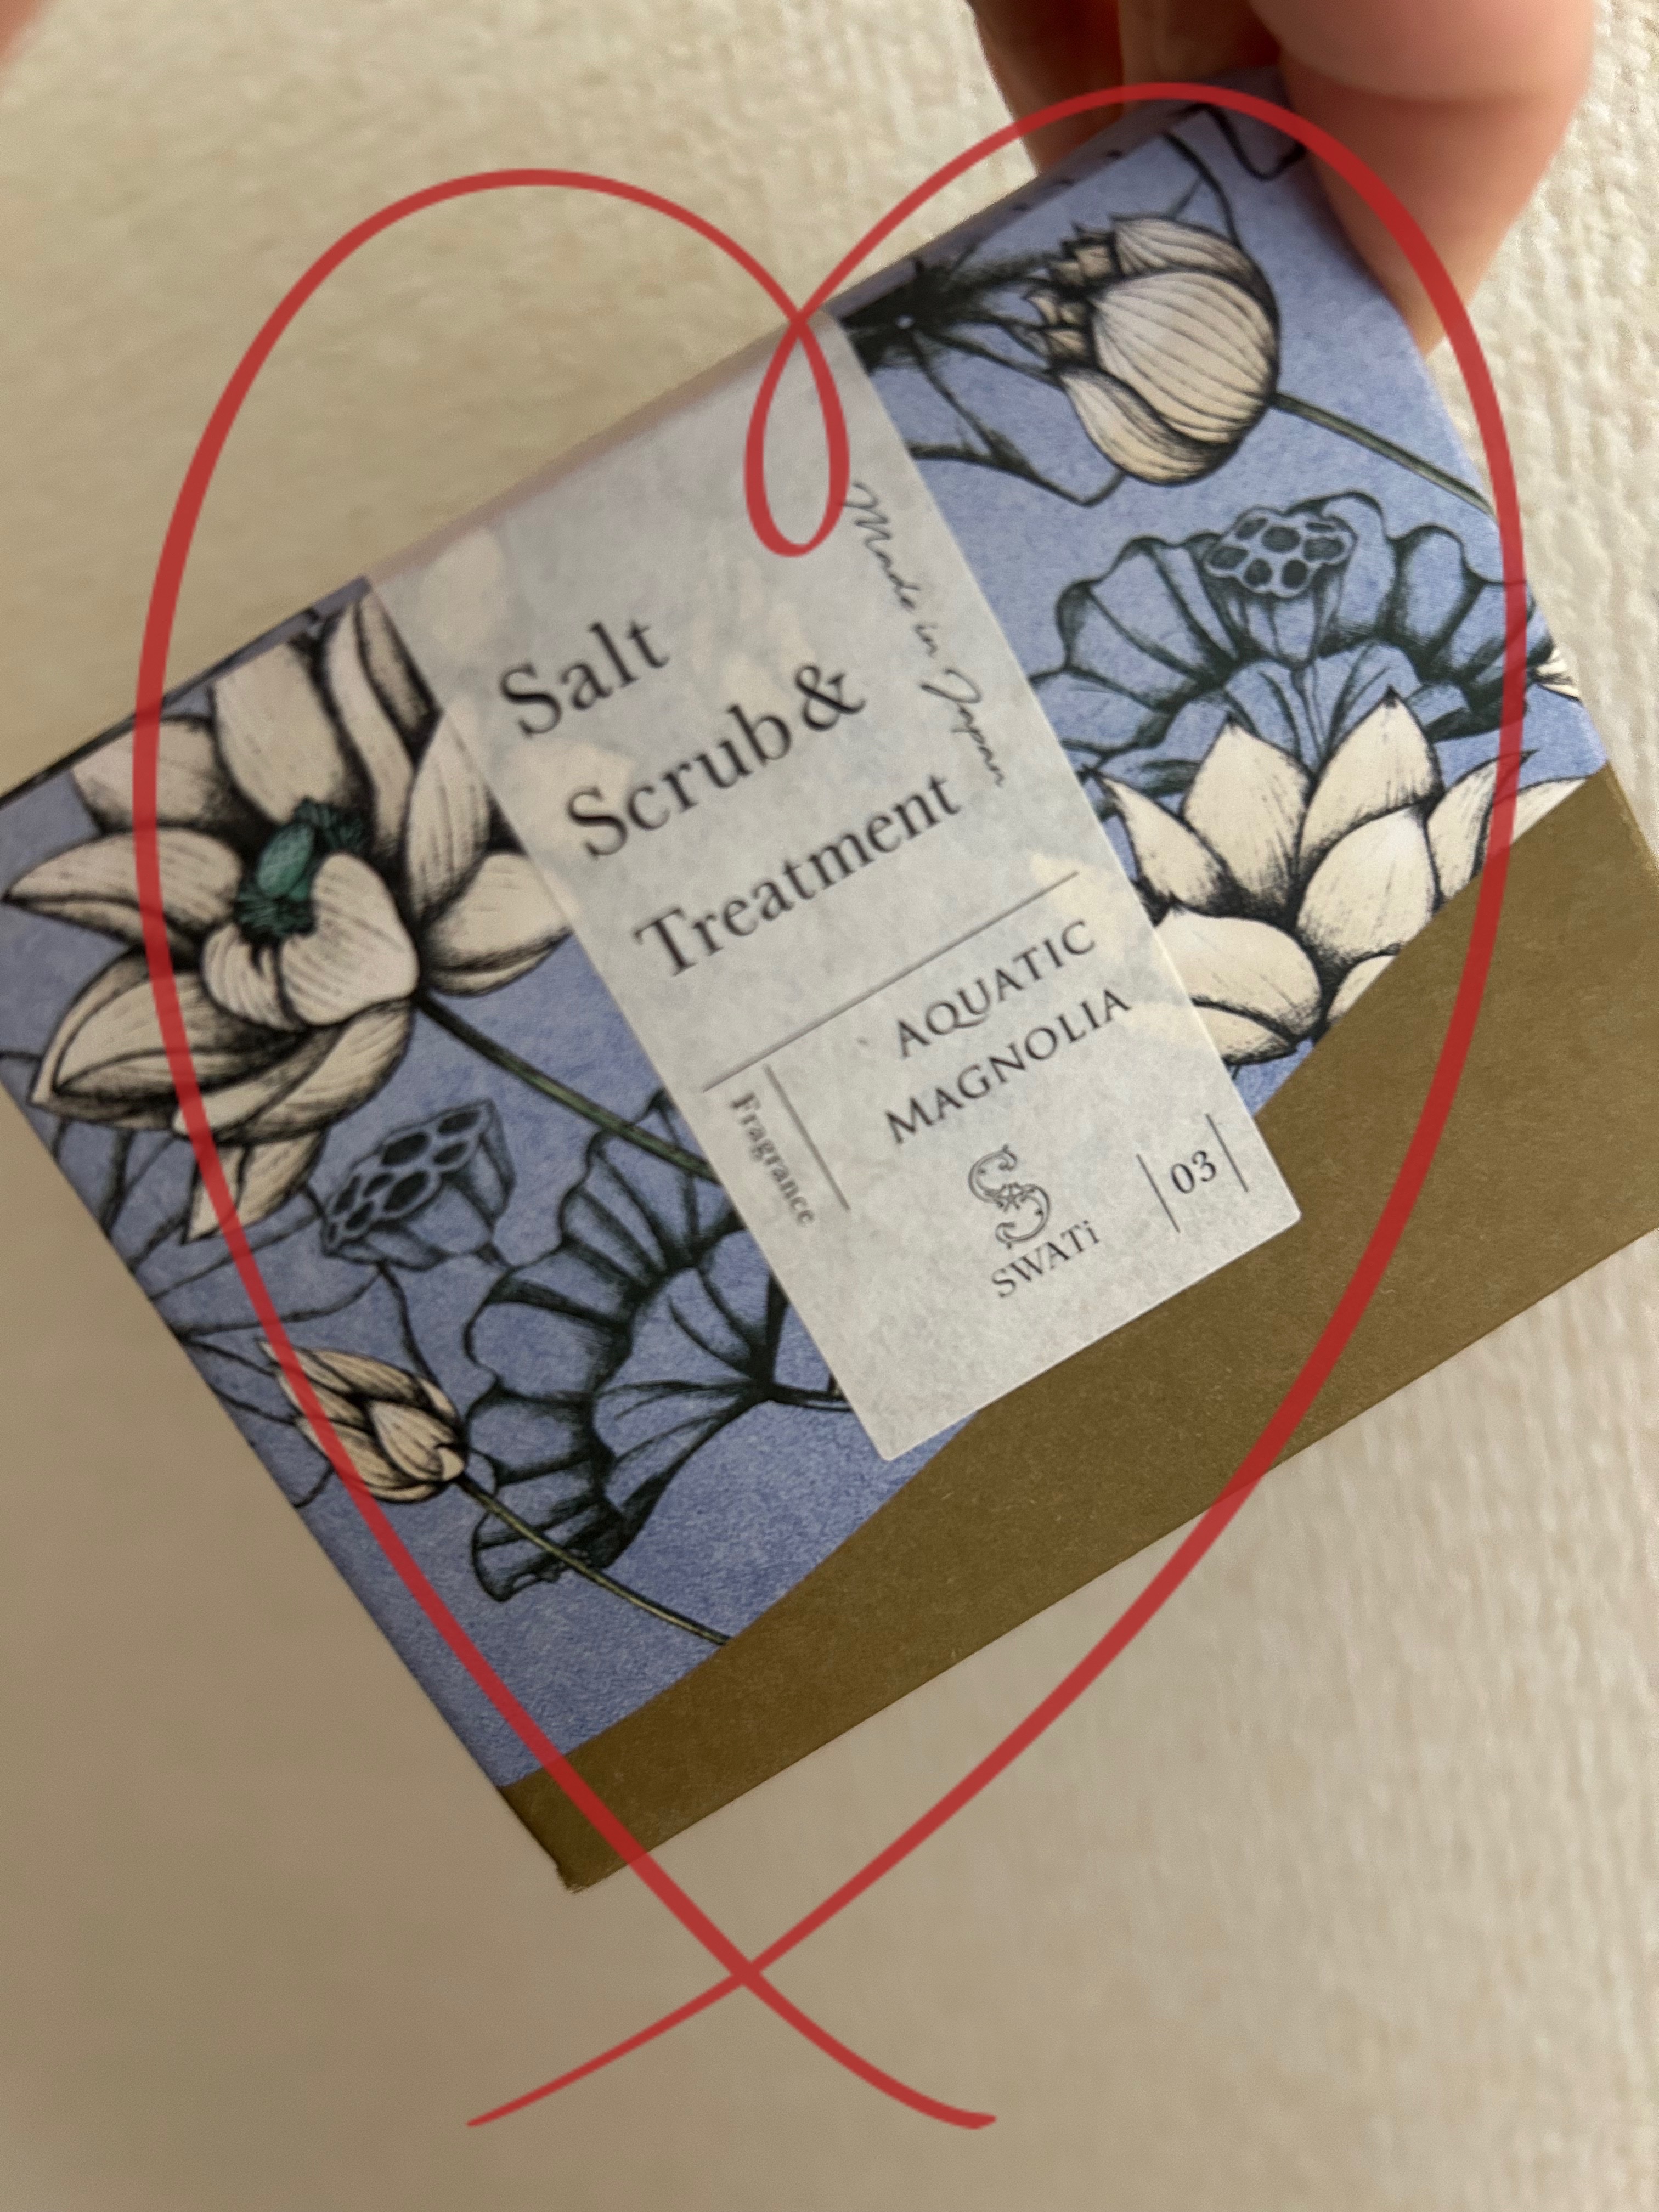 Salt
Scrub &
Treatment
Made in Japan
Fragrance
AQUATIC
MAGNOLIA
S
SWATi
03